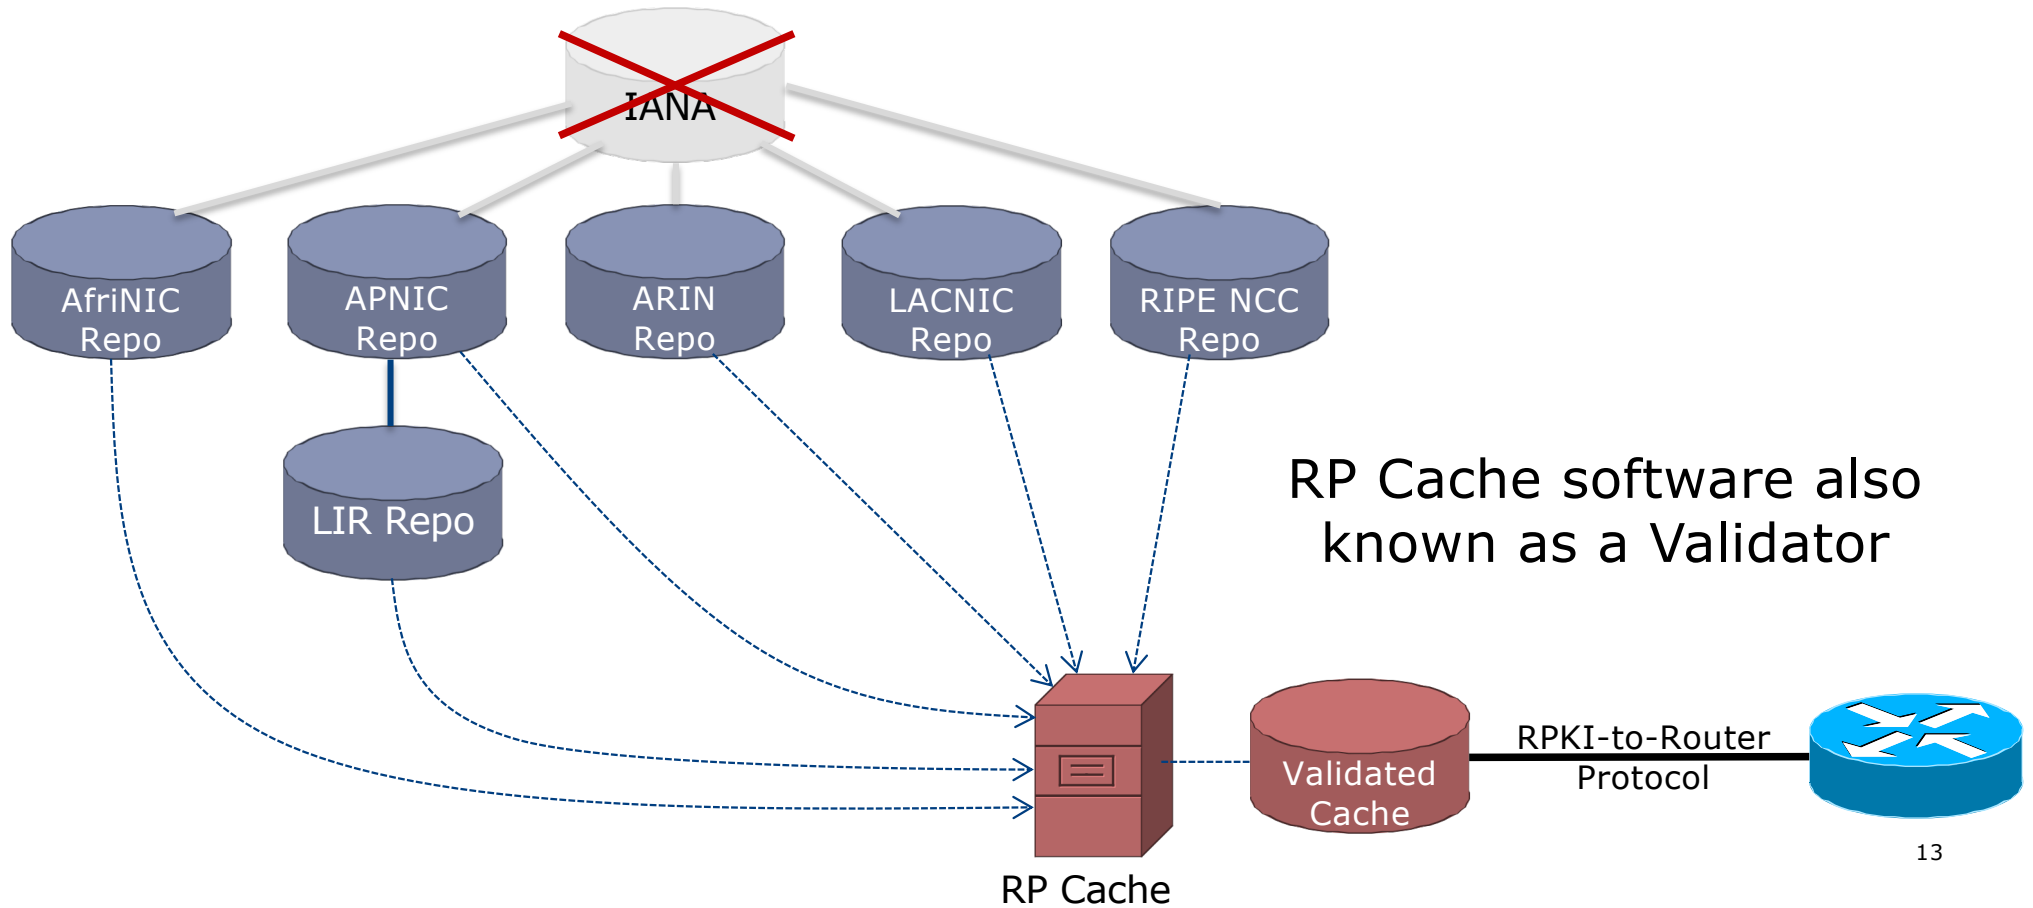 IANA
AfriNIC
Repo
APNIC
Repo
ARIN
Repo
LACNIC
Repo
RIPE NCC
Repo
LIR Repo
RP Cache software also
known as a Validator
RPKI-to-Router
Protocol
Validated
Cache
13
RP Cache